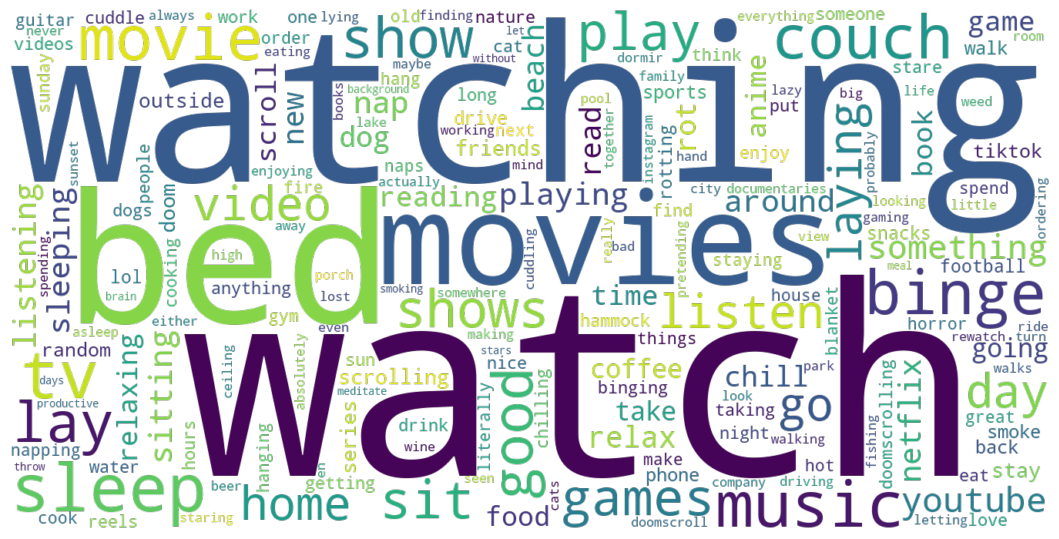 guitar cuddle always work one lying finding nature old let everything someone game
never videos movie order eating cat show maybe without play dormir think couch room walk
watching
sunday outside scroll new nap hang dog long drive friends beach books background lake working next mind read family pool together sports rot anime enjoy put lazy big life stare book weed tiktok
sunset people enjoying fire actually naps reading playing instagram hand rotting city documentaries around laying probably looking spend gaming little ordering
bed video movies
listening spending dogs sleeping doom cooking away high find view snacks something
lol anything porch lost cuddling really bad staying pretending meal football binge
brain smoking somewhere shows time house listen blanket horror
tv asleep either gym even making hammock things rewatch turn ride
random relaxing sitting sun nice stars coffee chill park going walks
days ceiling absolutely scrolling binging look netflix day
watch
lay productive meditate series good chilling take taking go great
napping hours drink literally relax night walking fishing doomscrolling smoke back
throw water hanging wine make hot stay eat
sleep seen getting phone company driving
home beer sit food cats games music youtube
cook reels staring doomscroll letting love